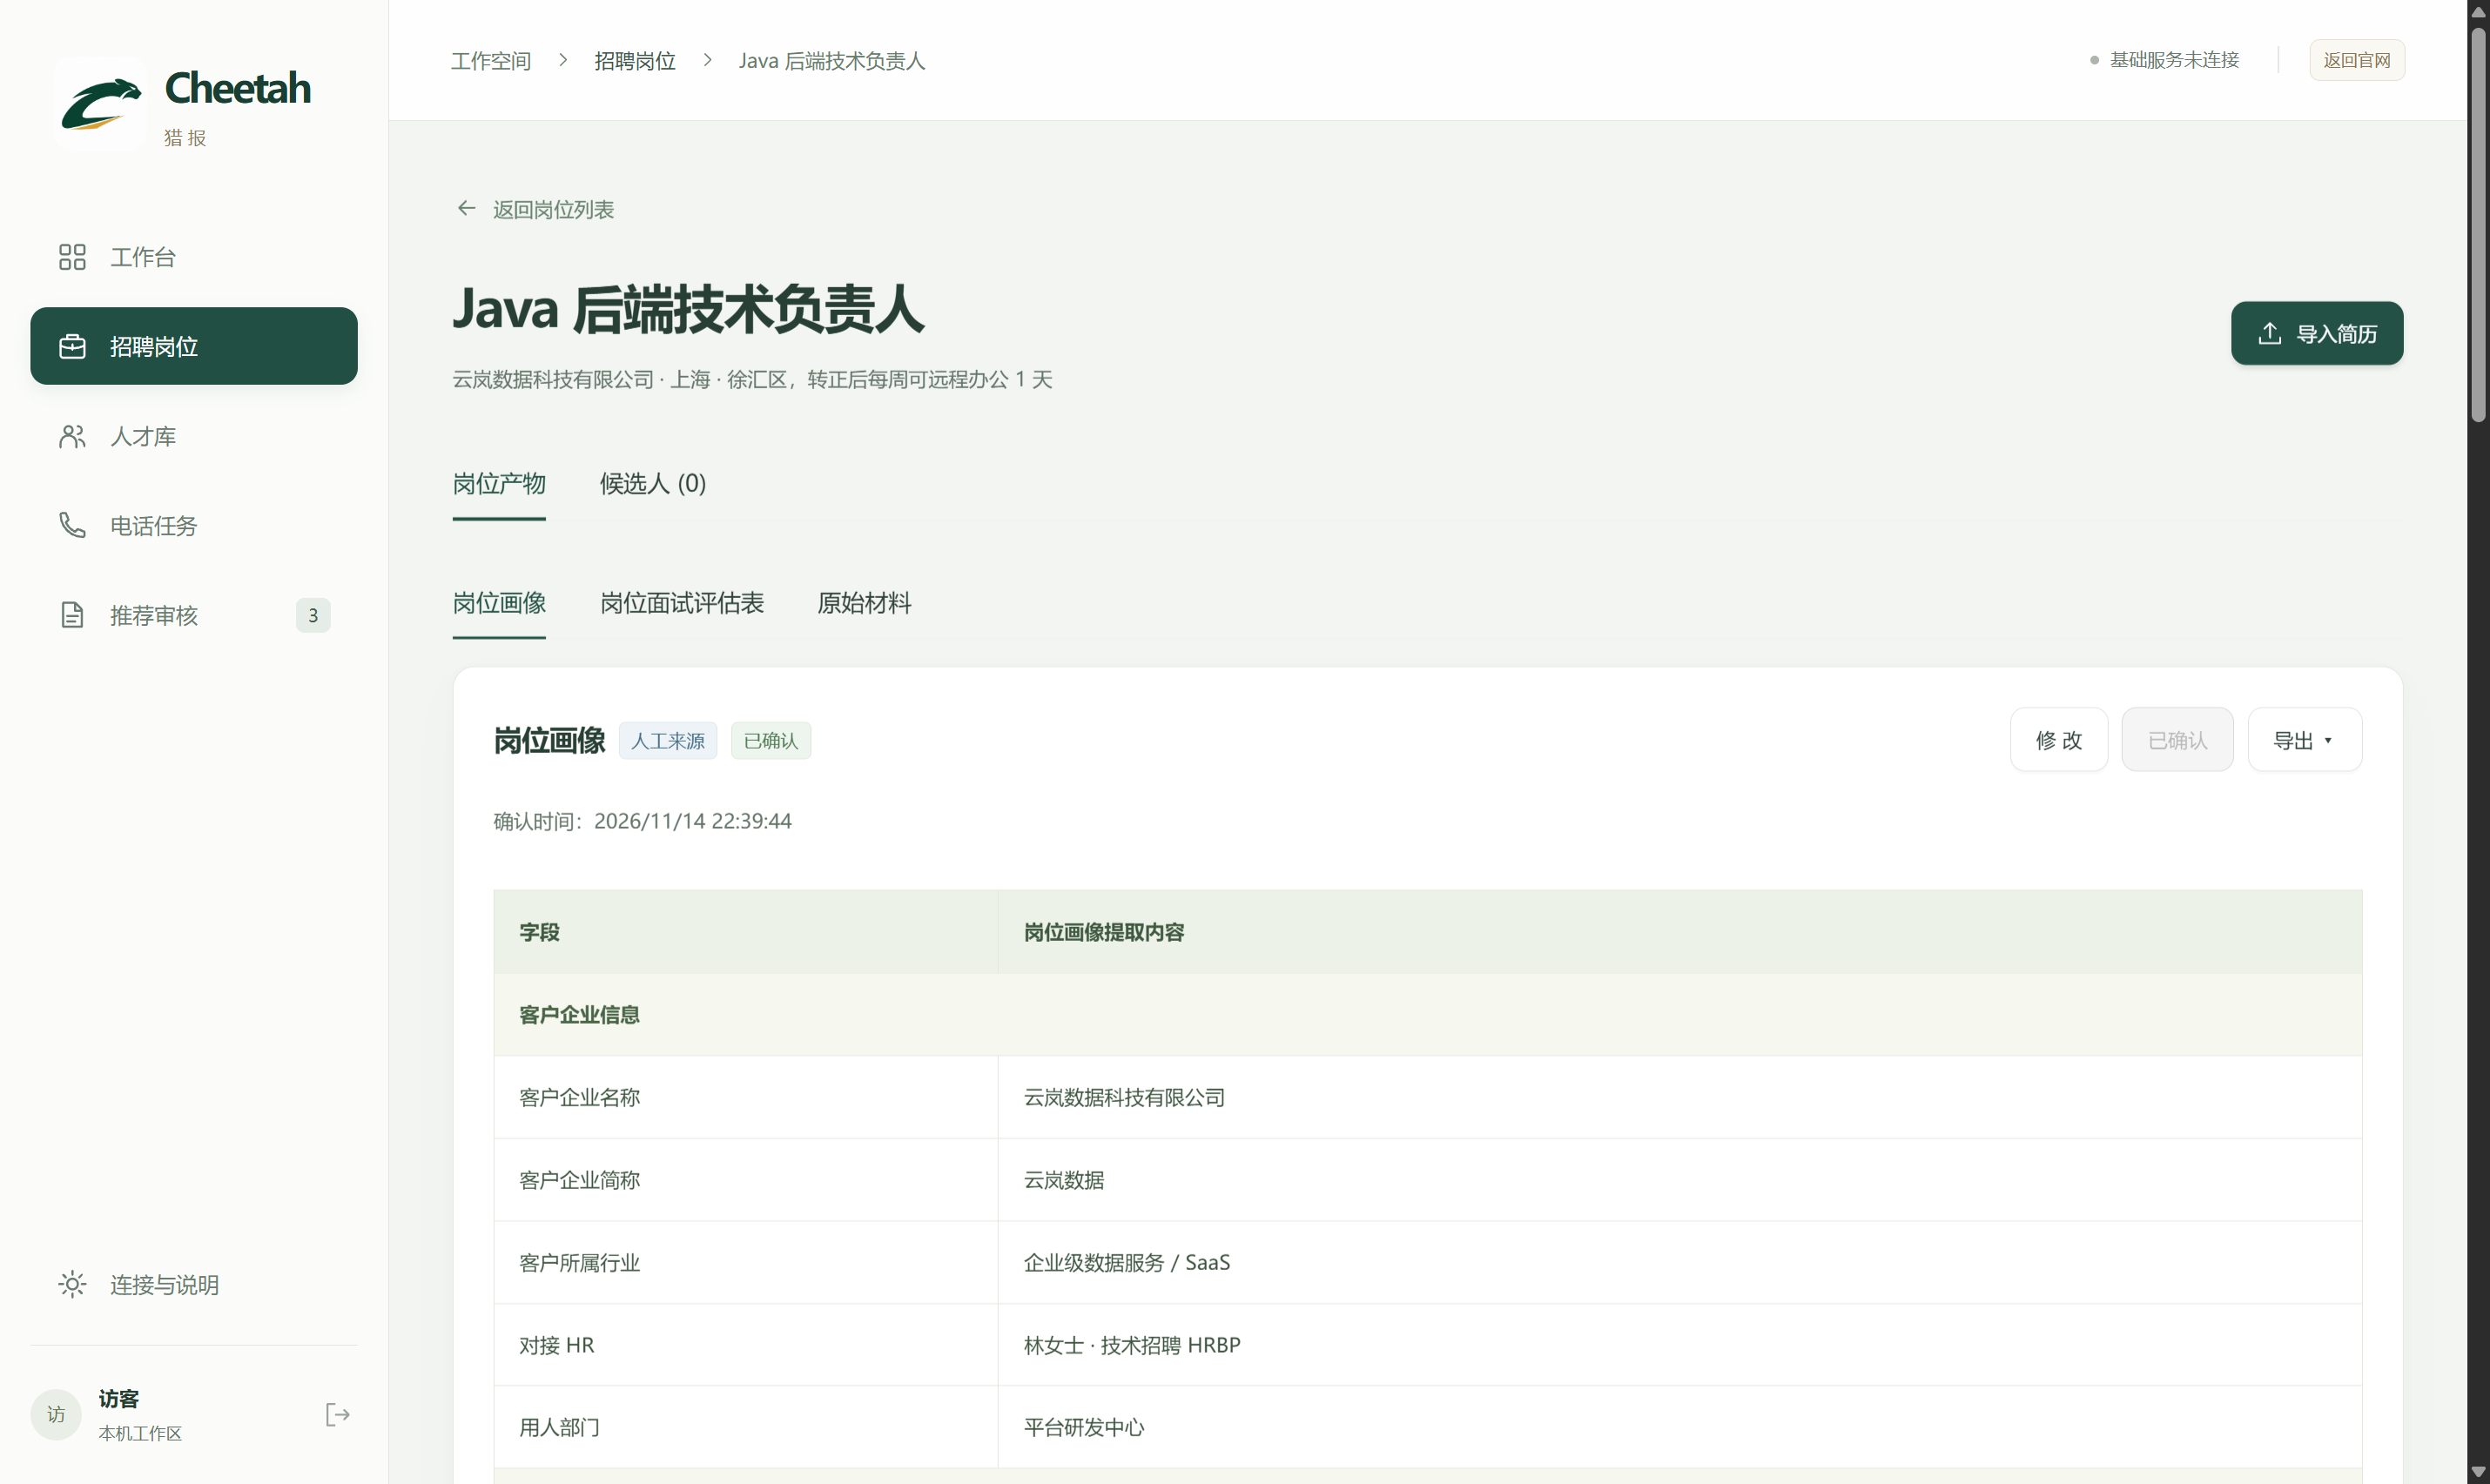 Cheetah
猎报
工作台
招聘岗位
人才库
电话任务
推荐审核 3
连接与说明
访 访客
本机工作区
工作空间 > 招聘岗位 > Java 后端技术负责人
基础服务未连接
返回官网
← 返回岗位列表
Java 后端技术负责人
云岚数据科技有限公司 · 上海 · 徐汇区，转正后每周可远程办公 1 天
导入简历
岗位产物 候选人 (0)
岗位画像 岗位面试评估表 原始材料
岗位画像 人工来源 已确认
修 改 已确认 导出 ▾
确认时间：2026/11/14 22:39:44
字段 岗位画像提取内容
客户企业信息
客户企业名称 云岚数据科技有限公司
客户企业简称 云岚数据
客户所属行业 企业级数据服务 / SaaS
对接 HR 林女士 · 技术招聘 HRBP
用人部门 平台研发中心